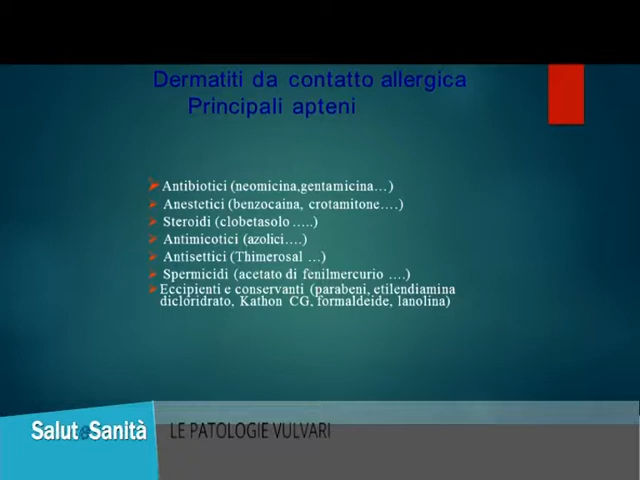 Dermatiti da contatto allergica
Principali apteni
Antibiotici (neomicina,gentamicina…)
Anestetici (benzocaina, crotamitone….)
Steroidi (clobetasolo …..)
Antimicotici (azolici….)
Antisettici (Thimerosal …)
Spermicidi (acetato di fenilmercurio ….)
Eccipienti e conservanti (parabeni, etilendiamina
dicloridrato, Kathon CG, formaldeide, lanolina)
Salut&Sanità LE PATOLOGIE VULVARI